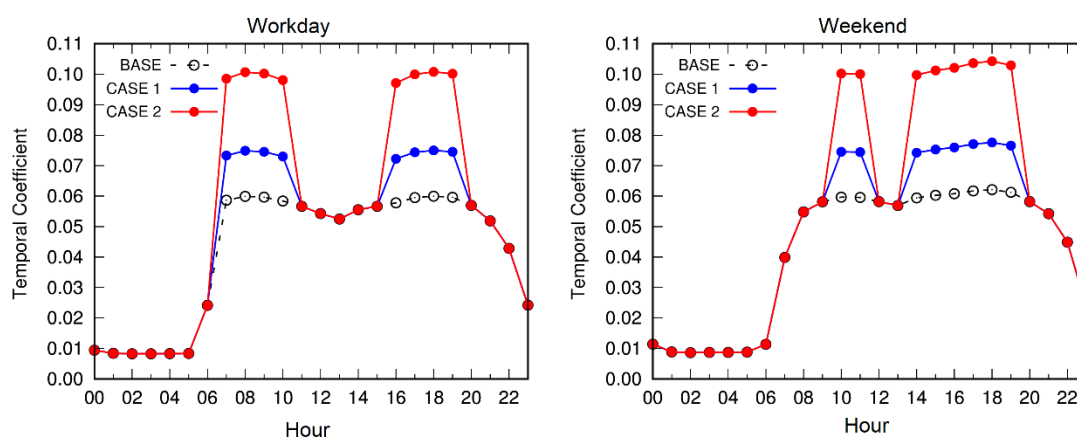 Workday
0.11
0.10
0.09
0.08
0.07
0.06
0.05
0.04
0.03
0.02
0.01
0.00
Temporal Coefficient
BASE
CASE 1
CASE 2
00 02 04 06 08 10 12 14 16 18 20 22
Hour
Weekend
0.11
0.10
0.09
0.08
0.07
0.06
0.05
0.04
0.03
0.02
0.01
0.00
Temporal Coefficient
BASE
CASE 1
CASE 2
00 02 04 06 08 10 12 14 16 18 20 22
Hour